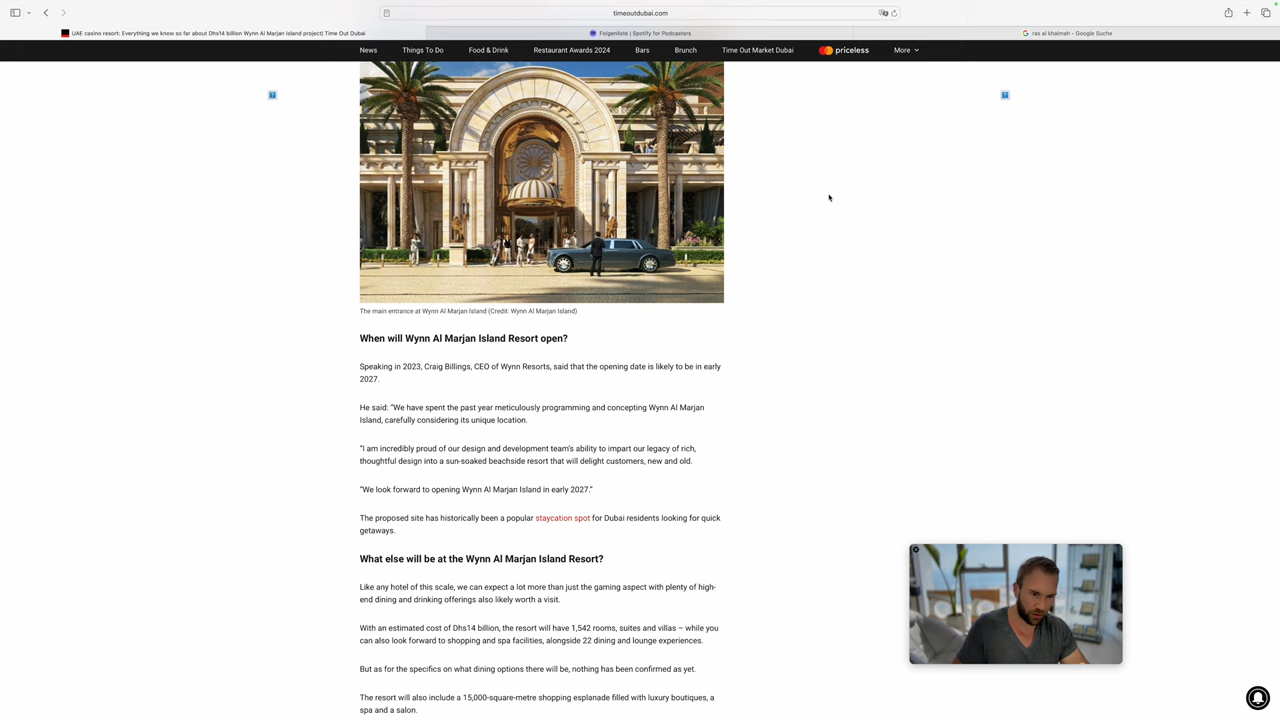 timeoutdubai.com
UAE casino resort: Everything we know so far about Dhs14 billion Wynn Al Marjan Island project| Time Out Dubai
Folgenliste | Spotify for Podcasters
ras al khaimah - Google Suche
News
Things To Do
Food & Drink
Restaurant Awards 2024
Bars
Brunch
Time Out Market Dubai
priceless
More
The main entrance at Wynn Al Marjan Island (Credit: Wynn Al Marjan Island)
When will Wynn Al Marjan Island Resort open?
Speaking in 2023, Craig Billings, CEO of Wynn Resorts, said that the opening date is likely to be in early
2027.
He said: “We have spent the past year meticulously programming and concepting Wynn Al Marjan
Island, carefully considering its unique location.
“I am incredibly proud of our design and development team’s ability to impart our legacy of rich,
thoughtful design into a sun-soaked beachside resort that will delight customers, new and old.
“We look forward to opening Wynn Al Marjan Island in early 2027.”
The proposed site has historically been a popular staycation spot for Dubai residents looking for quick
getaways.
What else will be at the Wynn Al Marjan Island Resort?
Like any hotel of this scale, we can expect a lot more than just the gaming aspect with plenty of high-
end dining and drinking offerings also likely worth a visit.
With an estimated cost of Dhs14 billion, the resort will have 1,542 rooms, suites and villas – while you
can also look forward to shopping and spa facilities, alongside 22 dining and lounge experiences.
But as for the specifics on what dining options there will be, nothing has been confirmed as yet.
The resort will also include a 15,000-square-metre shopping esplanade filled with luxury boutiques, a
spa and a salon.